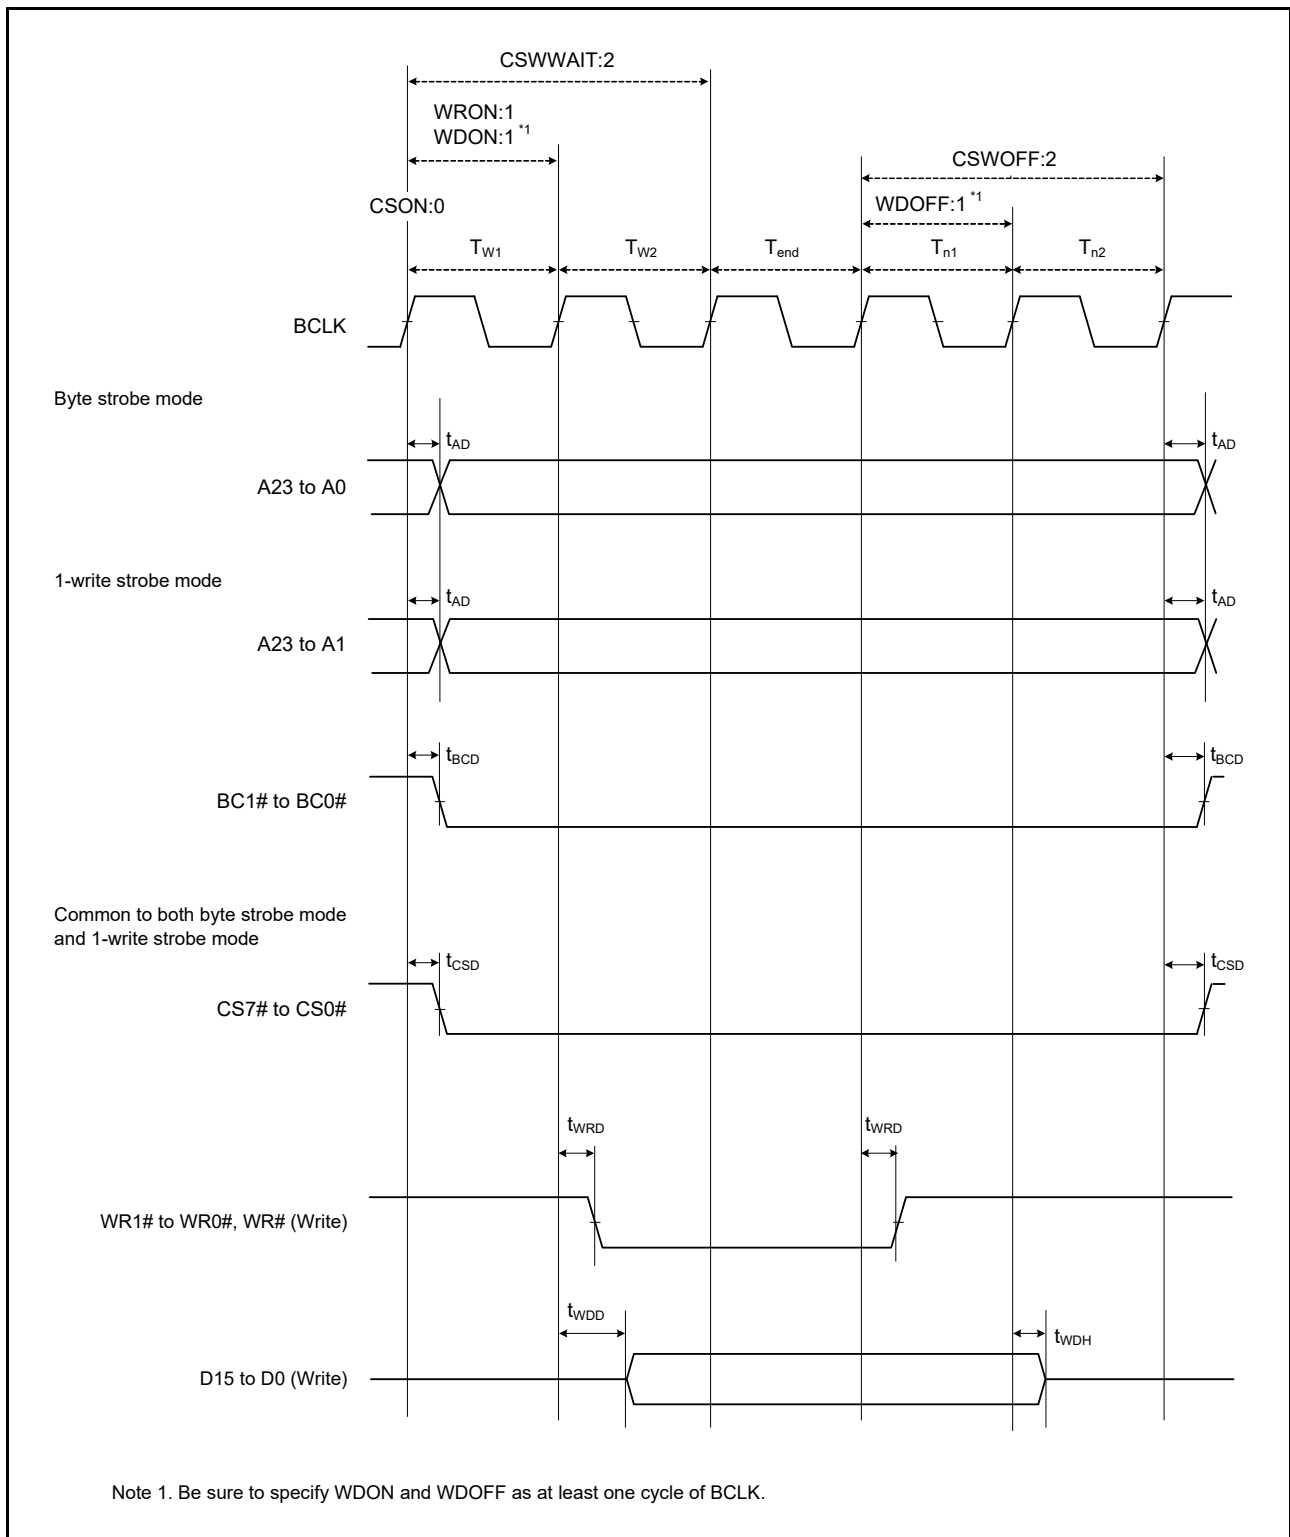 CSWWAIT:2
WRON:1
WDON:1 *1
CSWOFF:2
CSON:0
WDOFF:1 *1
TW1 TW2 Tend Tn1 Tn2
BCLK
Byte strobe mode
tAD tAD
A23 to A0
1-write strobe mode
tAD tAD
A23 to A1
tBCD tBCD
BC1# to BC0#
Common to both byte strobe mode
and 1-write strobe mode
tCSD tCSD
CS7# to CS0#
tWRD tWRD
WR1# to WR0#, WR# (Write)
tWDD tWDH
D15 to D0 (Write)
Note 1. Be sure to specify WDON and WDOFF as at least one cycle of BCLK.